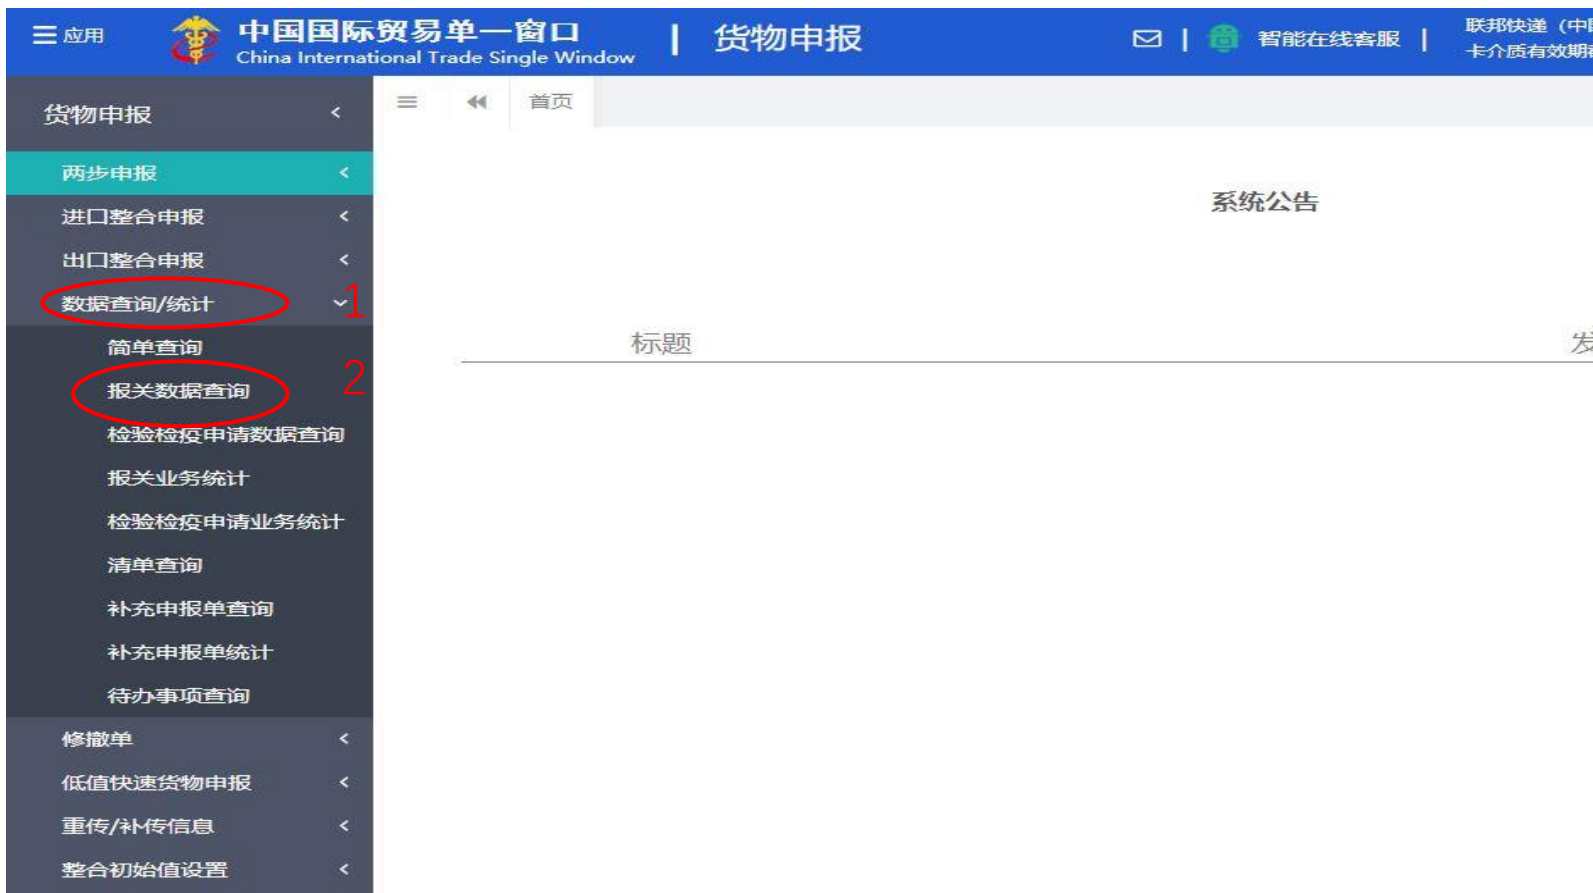 应用
中国国际贸易单一窗口
China International Trade Single Window
货物申报
智能在线客服
联邦快递（中
卡介质有效期
货物申报
首页
两步申报
进口整合申报
出口整合申报
数据查询/统计
1
简单查询
报关数据查询
2
检验检疫申请数据查询
报关业务统计
检验检疫申请业务统计
清单查询
补充申报单查询
补充申报单统计
待办事项查询
修撤单
低值快速货物申报
重传/补传信息
整合初始值设置
系统公告
标题
发